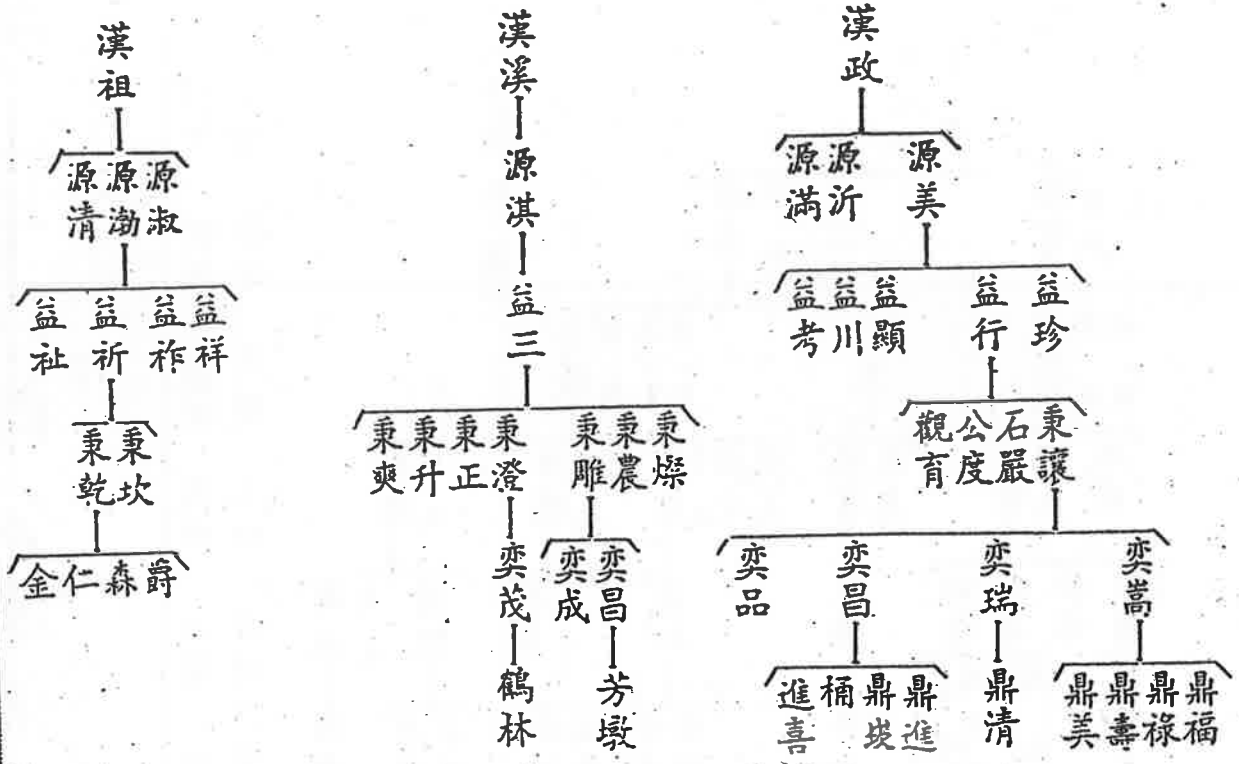 漢政
源美
源沂
源滿
益珍
益行
益顯
益川
益考
秉讓
石嚴
公度
觀育
奕嵩
奕瑞
奕昌
奕品
鼎福
鼎祿
鼎壽
鼎美
鼎清
鼎進
鼎崁
桶
進喜
漢溪
源淇
益三
秉燦
秉農
秉雕
秉澄
秉正
秉升
秉爽
奕昌
奕成
奕茂
芳墩
鶴林
漢祖
源淑
源渤
源清
益祥
益祚
益祈
益祉
秉坎
秉乾
爵
森
仁
金